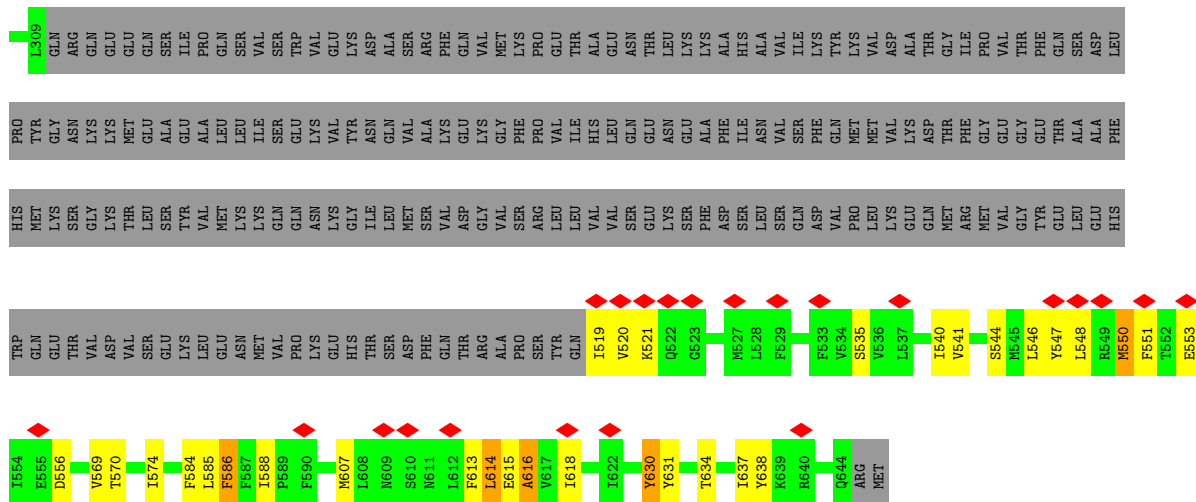 L309 GLN ARG GLN GLU GLU GLN SER ILE PRO GLN SER VAL SER TRP VAL GLU LYS ASP ALA SER ARG PHE GLN VAL MET LYS PRO GLU THR ALA GLU ASN THR LEU LYS LYS ALA HIS ALA VAL ILE LYS TYR LYS VAL ASP ALA THR GLY ILE PRO VAL THR PHE GLN SER ASP LEU
PRO TYR GLY ASN LYS LYS MET GLU ALA GLU ALA LEU LEU ILE SER GLU LYS VAL TYR ASN GLN VAL ALA LYS GLU LYS GLY PHE PRO VAL ILE HIS LEU GLN GLU ASN GLU ALA PHE ILE ASN VAL SER PHE GLN MET MET VAL LYS ASP THR PHE GLY GLU GLY GLU THR ALA ALA PHE
HIS MET LYS SER GLY LYS THR LEU SER TYR VAL MET LYS LYS GLN GLN ASN LYS GLY ILE LEU MET SER VAL ASP GLY VAL SER ARG LEU LEU VAL VAL SER GLU LYS SER PHE ASP SER LEU SER GLN ASP VAL PRO LEU LYS GLU GLN MET ARG MET VAL GLY TYR GLU LEU GLU HIS
TRP GLN GLU THR VAL ASP VAL SER GLU LYS LEU GLU ASN MET VAL PRO LYS GLU HIS THR SER ASP PHE GLN THR ARG ALA PRO SER TYR GLN I519 V520 K521 Q522 G523 M527 L528 F529 F533 V534 S535 V536 L537 I540 V541 S544 M545 L546 Y547 L548 R549 M550 F551 T552 E553
I554 E555 D556 V569 T570 I574 F584 L585 F586 F587 I588 P589 F590 M607 L608 N609 S610 N611 L612 F613 L614 E615 A616 V617 I618 I622 Y630 Y631 T634 I637 Y638 K639 R640 Q644 ARG MET